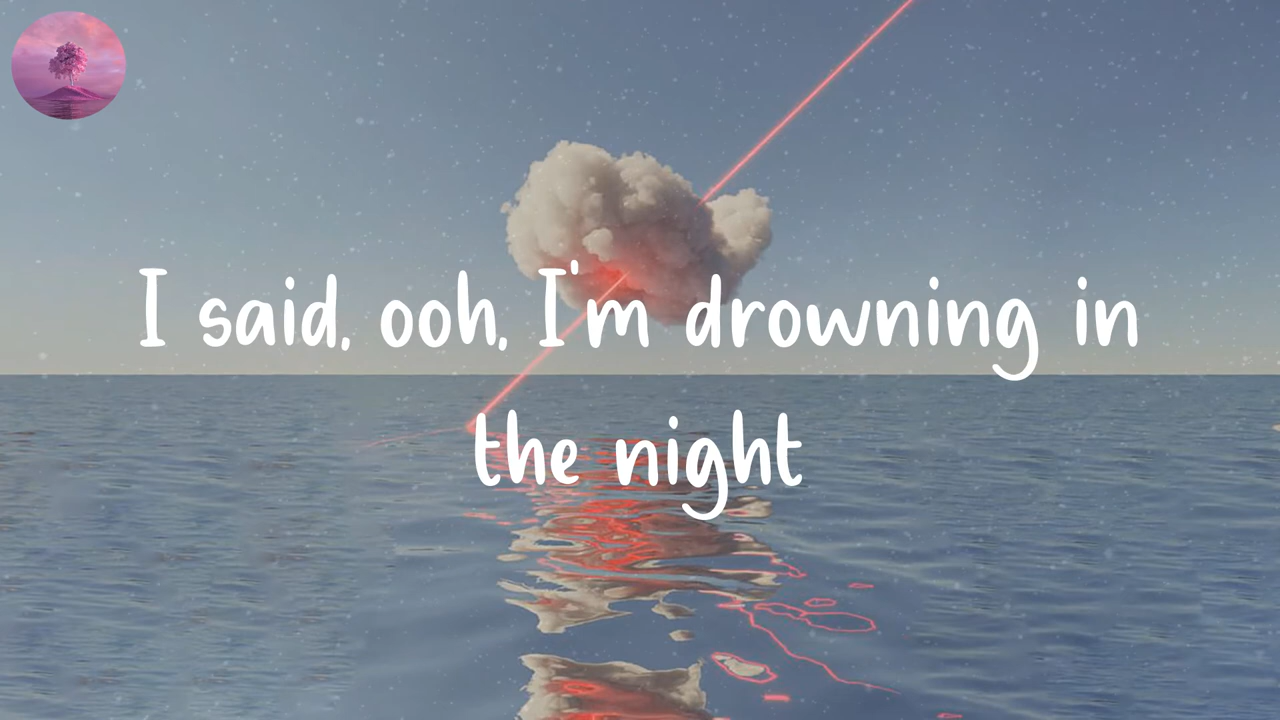 I said, ooh, I'm drowning in
the night